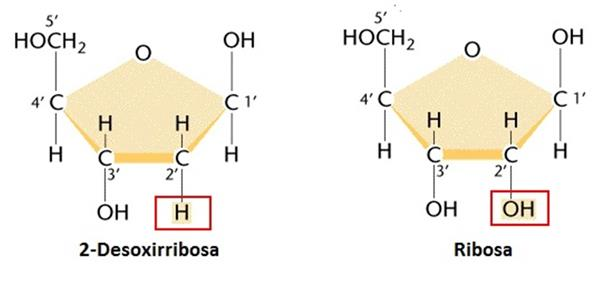 5′
HOCH₂
O
OH
4′ C
C 1′
H
H
H
H
C
3′
C
2′
OH
H
2-Desoxirribosa
5′
HOCH₂
O
OH
4′ C
C 1′
H
H
H
H
C
3′
C
2′
OH
OH
Ribosa